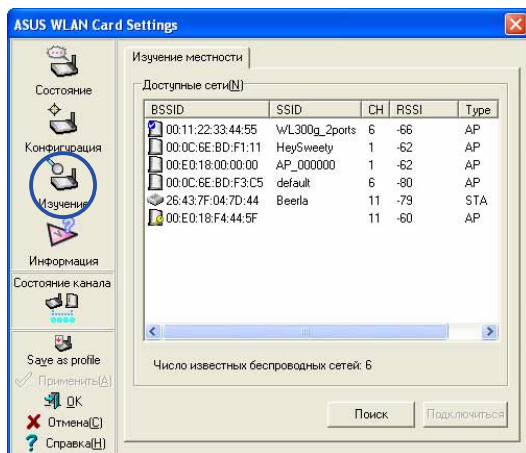 ASUS WLAN Card Settings
Состояние
Конфигурация
Изучение
Информация
Состояние канала
Save as profile
Применить(A)
OK
Отмена(C)
Справка(H)
Изучение местности
Доступные сети(N)
BSSID SSID CH RSSI Type
00:11:22:33:44:55 WL300g_2ports 6 -66 AP
00:0C:6E:BD:F1:11 HeySweety 1 -62 AP
00:E0:18:00:00:00 AP_000000 1 -62 AP
00:0C:6E:BD:F3:C5 default 6 -80 AP
26:43:7F:04:7D:44 Beerla 11 -79 STA
00:E0:18:F4:44:5F 11 -60 AP
Число известных беспроводных сетей: 6
Поиск
Подключиться